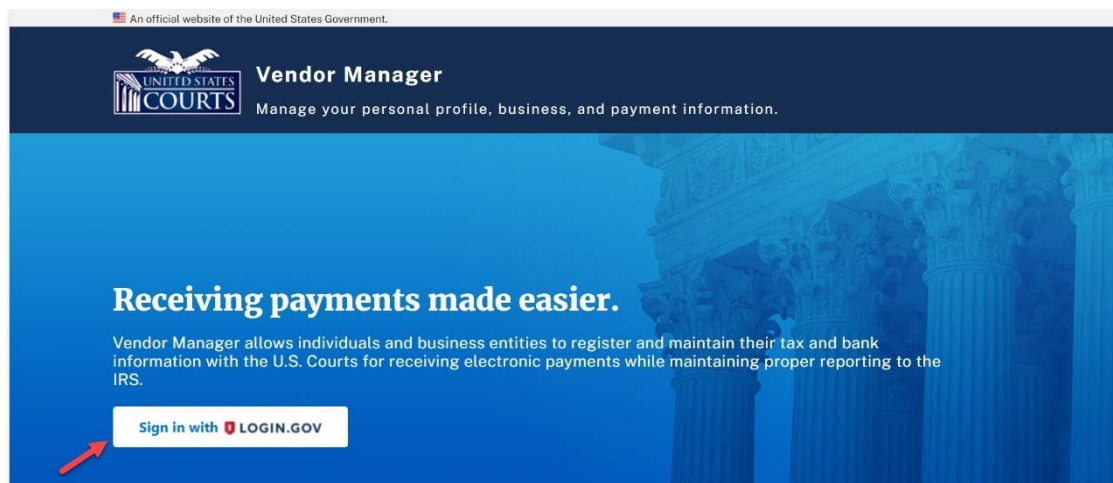 An official website of the United States Government.
UNITED STATES
COURTS
Vendor Manager
Manage your personal profile, business, and payment information.
Receiving payments made easier.
Vendor Manager allows individuals and business entities to register and maintain their tax and bank
information with the U.S. Courts for receiving electronic payments while maintaining proper reporting to the
IRS.
Sign in with LOGIN.GOV